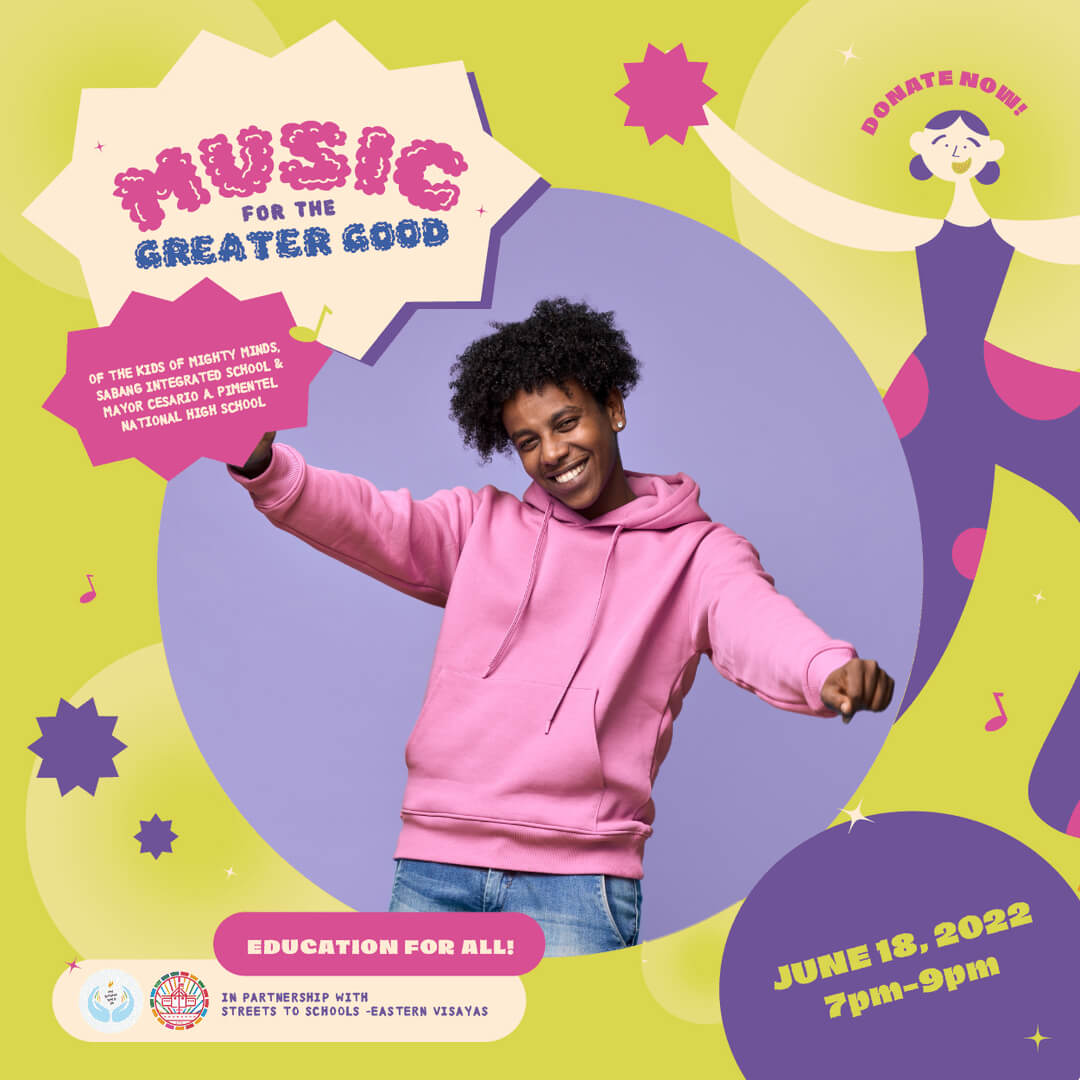 MUSIC
FOR THE
GREATER GOOD
OF THE KIDS OF MIGHTY MINDS,
SABANG INTEGRATED SCHOOL &
MAYOR CESARIO A. PIMENTEL
NATIONAL HIGH SCHOOL
DONATE NOW!
EDUCATION FOR ALL!
IN PARTNERSHIP WITH
STREETS TO SCHOOLS -EASTERN VISAYAS
JUNE 18, 2022
7pm-9pm